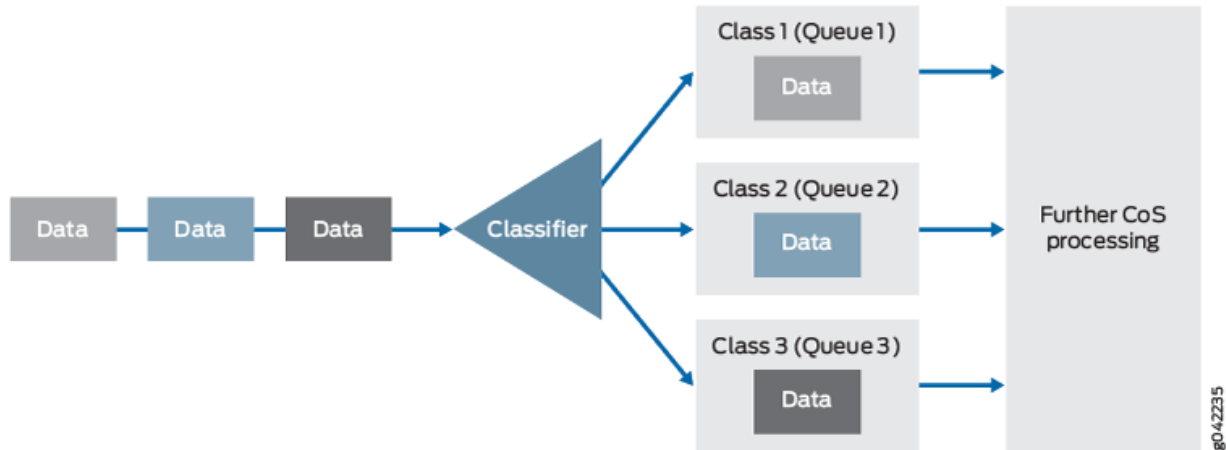 Data
Data
Data
Classifier
Class 1 (Queue 1)
Data
Class 2 (Queue 2)
Data
Class 3 (Queue 3)
Data
Further CoS
processing
g042235